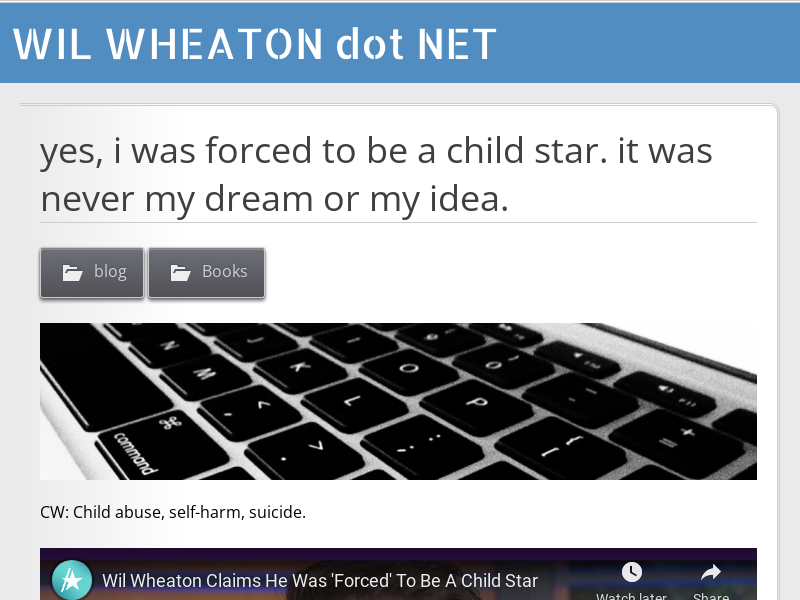 WIL WHEATON dot NET
yes, i was forced to be a child star. it was
never my dream or my idea.
blog
Books
N
M
K
L
O
P
command
⌘
CW: Child abuse, self-harm, suicide.
Wil Wheaton Claims He Was 'Forced' To Be A Child Star
Watch later
Share